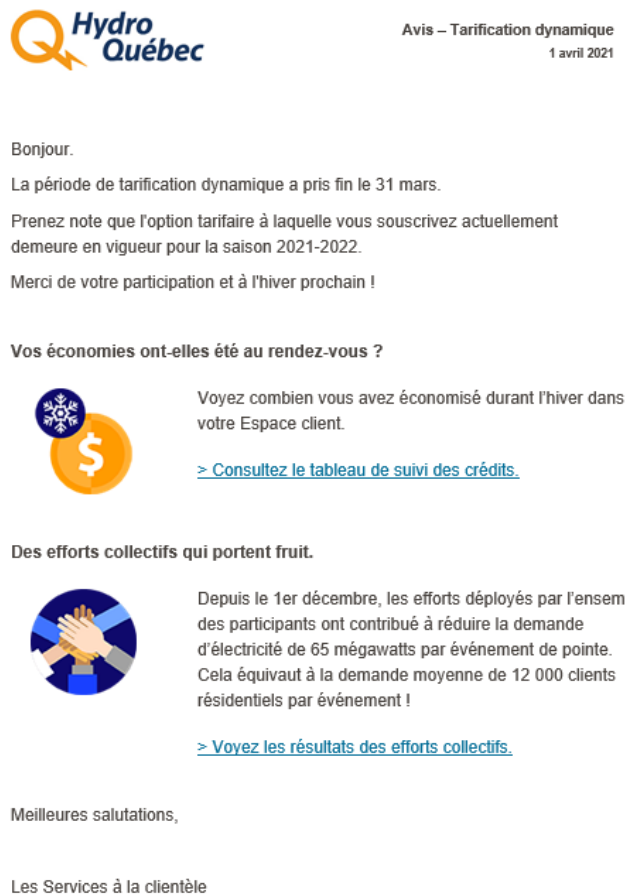 Hydro
Québec
Avis – Tarification dynamique
1 avril 2021
Bonjour.
La période de tarification dynamique a pris fin le 31 mars.
Prenez note que l'option tarifaire à laquelle vous souscrivez actuellement
demeure en vigueur pour la saison 2021-2022.
Merci de votre participation et à l'hiver prochain !
Vos économies ont-elles été au rendez-vous ?
Voyez combien vous avez économisé durant l'hiver dans
votre Espace client.
> Consultez le tableau de suivi des crédits.
$
Des efforts collectifs qui portent fruit.
Depuis le 1er décembre, les efforts déployés par l'ensem
des participants ont contribué à réduire la demande
d'électricité de 65 mégawatts par événement de pointe.
Cela équivaut à la demande moyenne de 12 000 clients
résidentiels par événement !
> Voyez les résultats des efforts collectifs.
Meilleures salutations,
Les Services à la clientèle